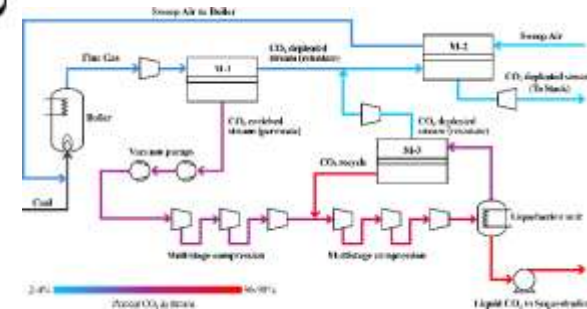 Sweep Air to Boiler
Flue Gas
M-1
CO₂ depleted
stream (retentate)
M-2
Sweep Air
CO₂ depleted stream
(To Stack)
Boiler
CO₂ enriched
stream (permeate)
CO₂ depleted
stream (retentate)
M-3
Vacuum pumps
CO₂ recycle
Coal
Liquefaction unit
Multistage compression
Multistage compression
CO₂ in stream
Liquid CO₂ to Sequestration